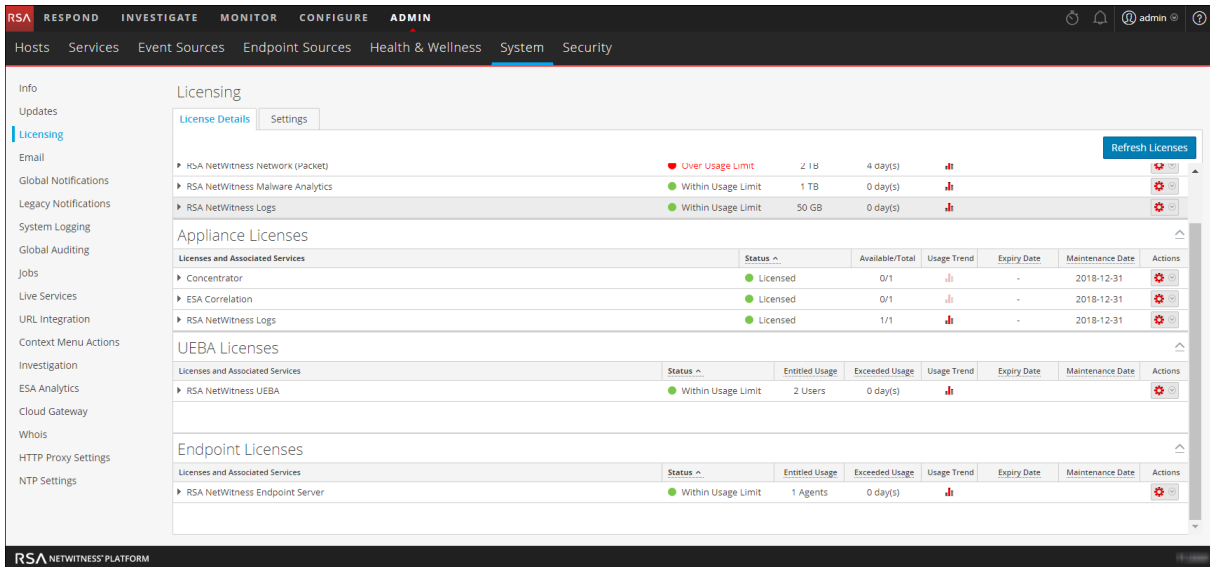 RSA RESPOND INVESTIGATE MONITOR CONFIGURE ADMIN admin
Hosts Services Event Sources Endpoint Sources Health & Wellness System Security
Info
Updates
Licensing
Email
Global Notifications
Legacy Notifications
System Logging
Global Auditing
Jobs
Live Services
URL Integration
Context Menu Actions
Investigation
ESA Analytics
Cloud Gateway
Whois
HTTP Proxy Settings
NTP Settings
Licensing
License Details Settings
Refresh Licenses
RSA NetWitness Network (Packet) Over Usage Limit 2 TB 4 day(s)
RSA NetWitness Malware Analytics Within Usage Limit 1 TB 0 day(s)
RSA NetWitness Logs Within Usage Limit 50 GB 0 day(s)
Appliance Licenses
Licenses and Associated Services Status Available/Total Usage Trend Expiry Date Maintenance Date Actions
Concentrator Licensed 0/1 - 2018-12-31
ESA Correlation Licensed 0/1 - 2018-12-31
RSA NetWitness Logs Licensed 1/1 - 2018-12-31
UEBA Licenses
Licenses and Associated Services Status Entitled Usage Exceeded Usage Usage Trend Expiry Date Maintenance Date Actions
RSA NetWitness UEBA Within Usage Limit 2 Users 0 day(s)
Endpoint Licenses
Licenses and Associated Services Status Entitled Usage Exceeded Usage Usage Trend Expiry Date Maintenance Date Actions
RSA NetWitness Endpoint Server Within Usage Limit 1 Agents 0 day(s)
RSA NETWITNESS® PLATFORM